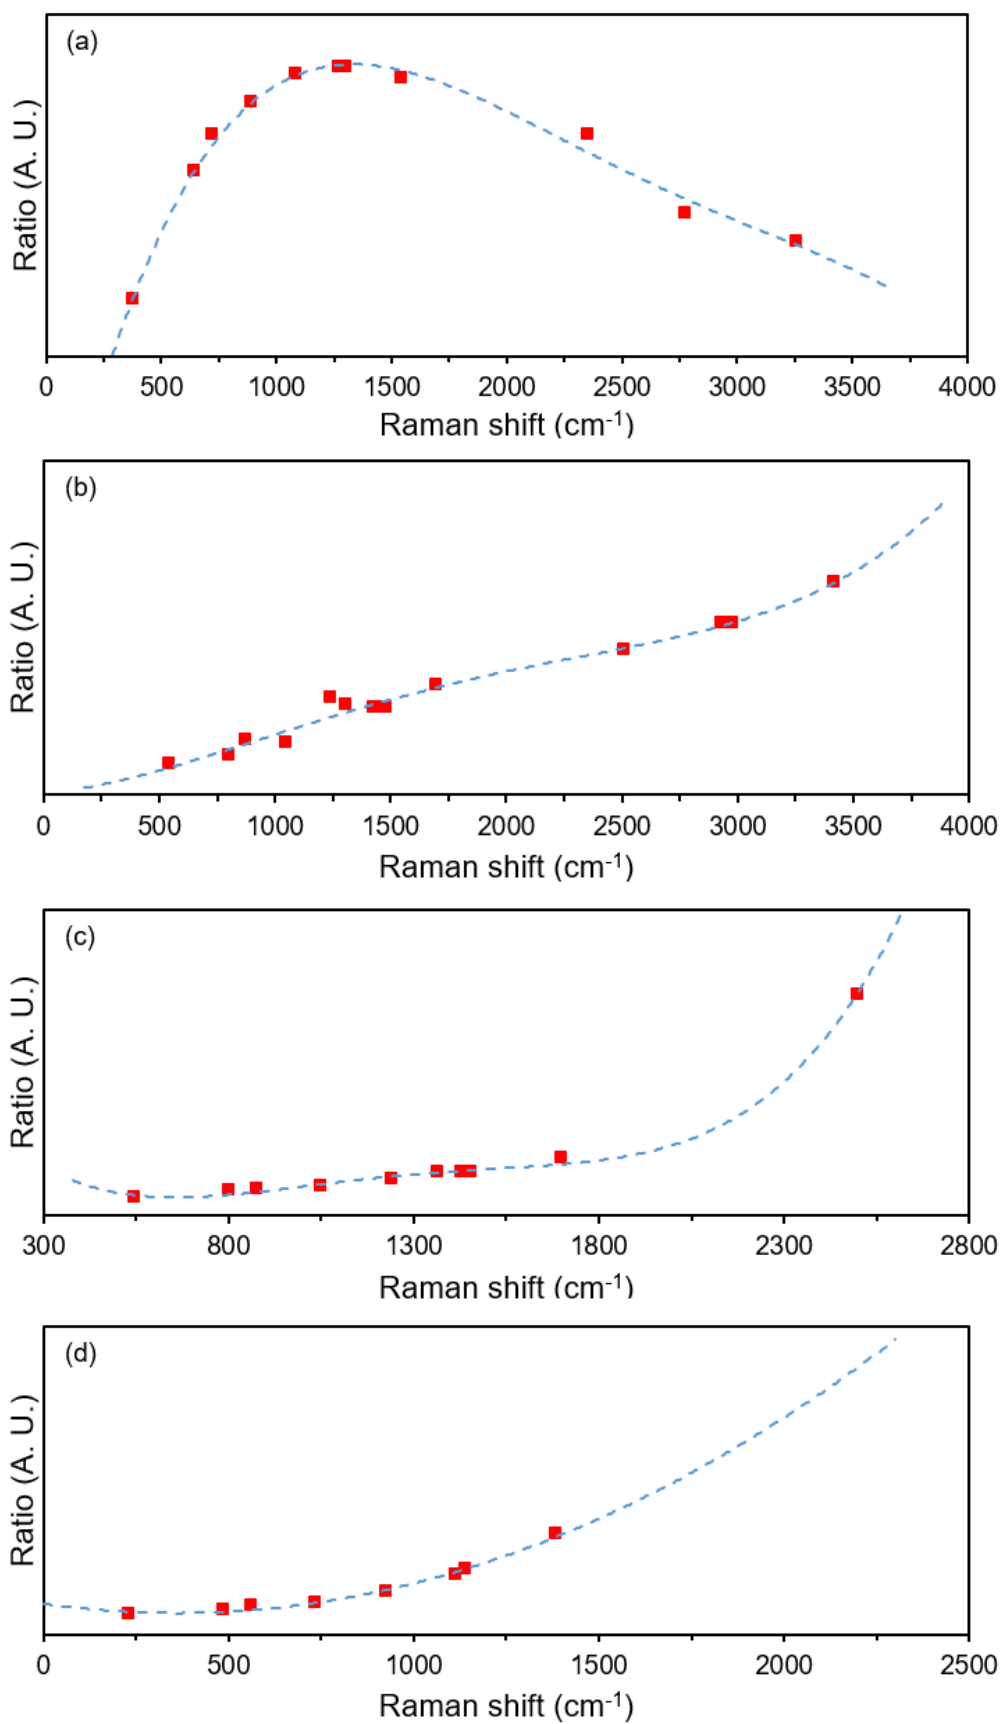 (a)
Ratio (A. U.)
0 500 1000 1500 2000 2500 3000 3500 4000
Raman shift (cm⁻¹)
(b)
Ratio (A. U.)
0 500 1000 1500 2000 2500 3000 3500 4000
Raman shift (cm⁻¹)
(c)
Ratio (A. U.)
300 800 1300 1800 2300 2800
Raman shift (cm⁻¹)
(d)
Ratio (A. U.)
0 500 1000 1500 2000 2500
Raman shift (cm⁻¹)